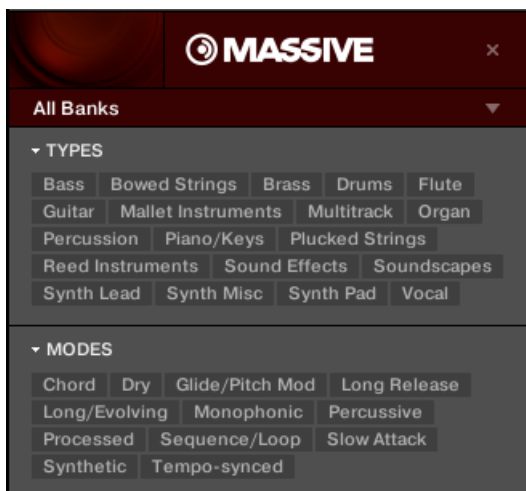 MASSIVE
All Banks
TYPES
Bass Bowed Strings Brass Drums Flute
Guitar Mallet Instruments Multitrack Organ
Percussion Piano/Keys Plucked Strings
Reed Instruments Sound Effects Soundscapes
Synth Lead Synth Misc Synth Pad Vocal
MODES
Chord Dry Glide/Pitch Mod Long Release
Long/Evolving Monophonic Percussive
Processed Sequence/Loop Slow Attack
Synthetic Tempo-synced